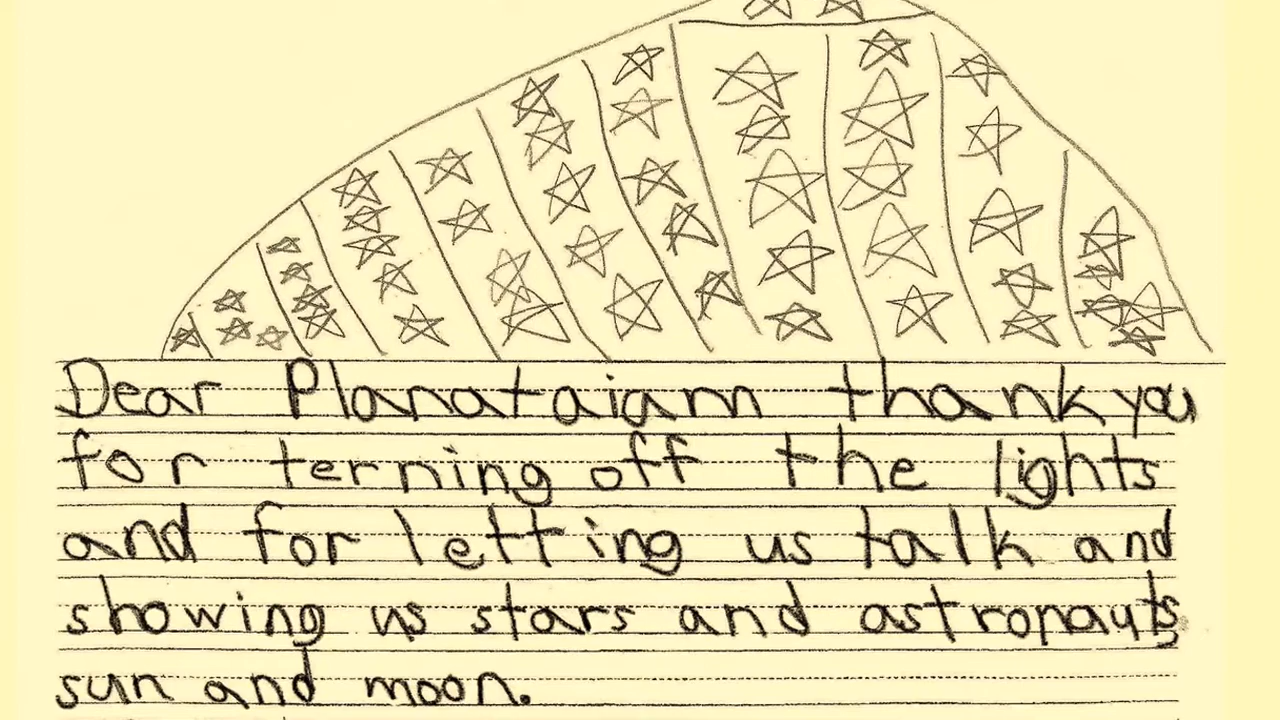 Dear Planataiam thank you
for terning off the lights
and for letting us talk and
showing us stars and astronauts
sun and moon.